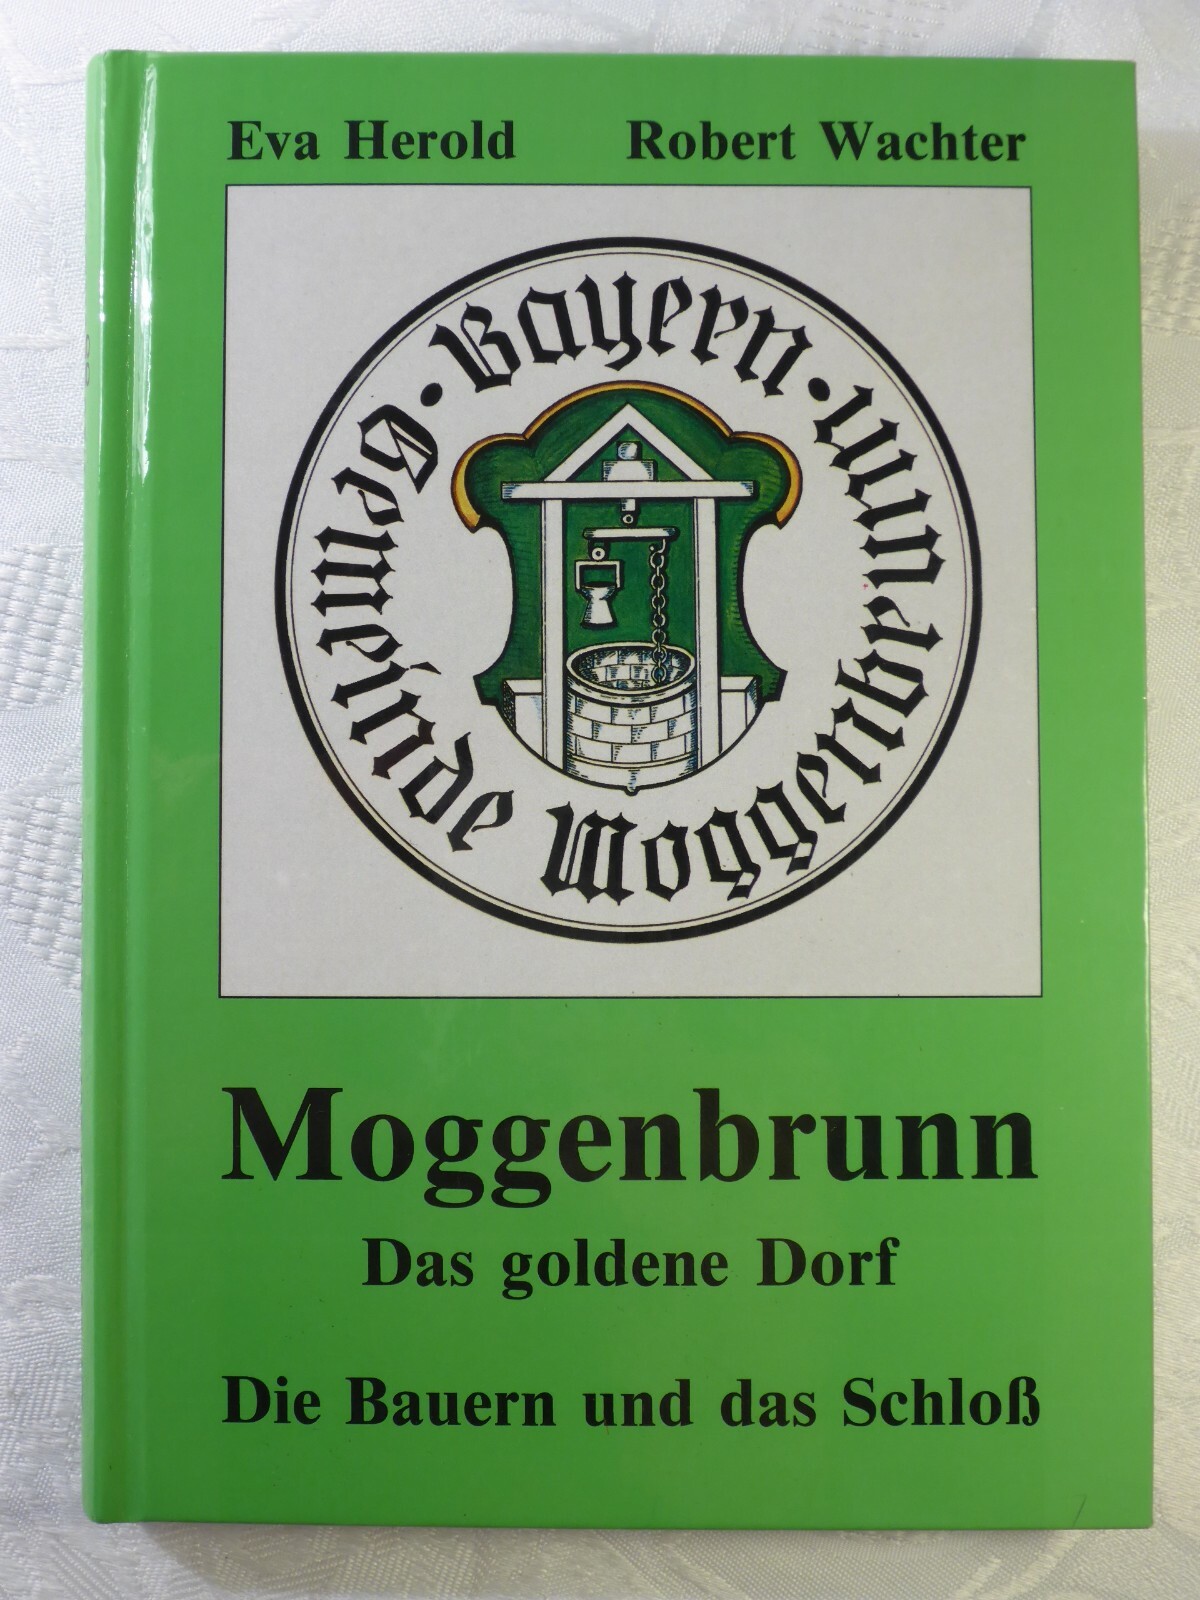 Eva Herold Robert Wachter
Gemeinde Moggenbrunn · Bayern ·
Moggenbrunn
Das goldene Dorf
Die Bauern und das Schloß